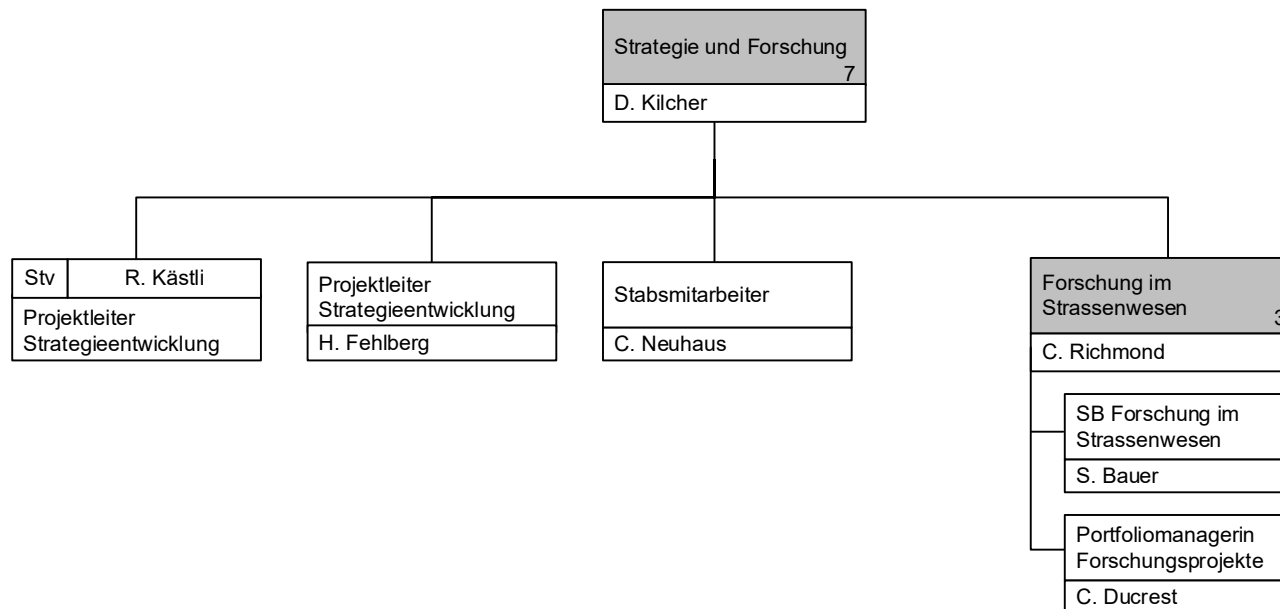 Strategie und Forschung
7
D. Kilcher
Stv
R. Kästli
Projektleiter
Strategieentwicklung
Projektleiter
Strategieentwicklung
H. Fehlberg
Stabsmitarbeiter
C. Neuhaus
Forschung im
Strassenwesen
3
C. Richmond
SB Forschung im
Strassenwesen
S. Bauer
Portfoliomanagerin
Forschungsprojekte
C. Ducrest